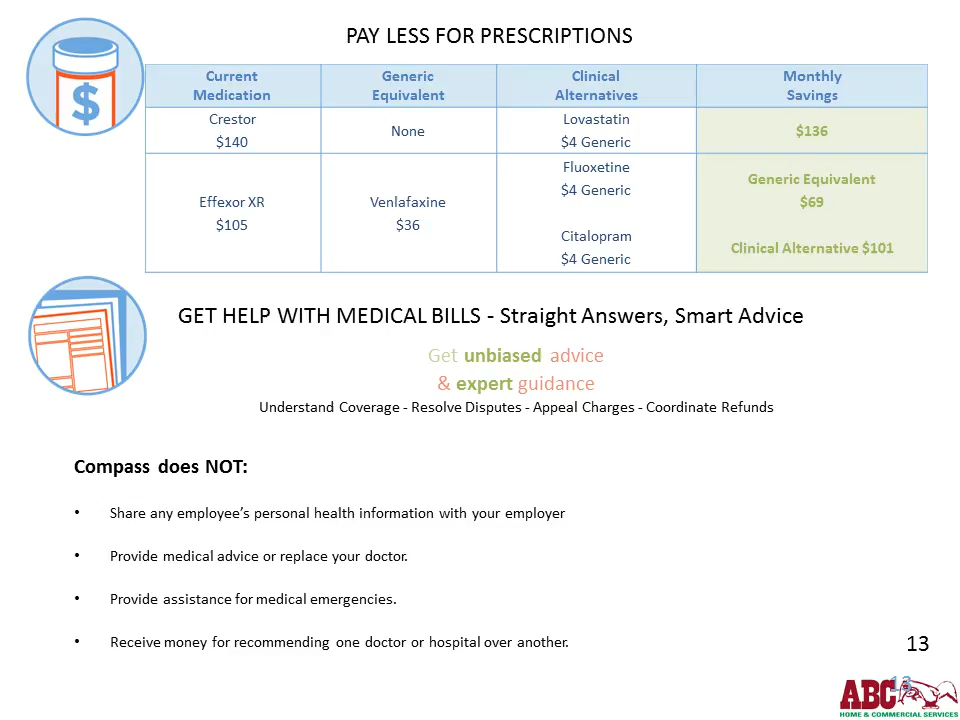 PAY LESS FOR PRESCRIPTIONS
$
Current Medication
Generic Equivalent
Clinical Alternatives
Monthly Savings
Crestor
$140
None
Lovastatin
$4 Generic
$136
Effexor XR
$105
Venlafaxine
$36
Fluoxetine
$4 Generic
Citalopram
$4 Generic
Generic Equivalent
$69
Clinical Alternative $101
GET HELP WITH MEDICAL BILLS - Straight Answers, Smart Advice
Get unbiased advice
& expert guidance
Understand Coverage - Resolve Disputes - Appeal Charges - Coordinate Refunds
Compass does NOT:
• Share any employee’s personal health information with your employer
• Provide medical advice or replace your doctor.
• Provide assistance for medical emergencies.
• Receive money for recommending one doctor or hospital over another.
13
13
ABC
HOME & COMMERCIAL SERVICES